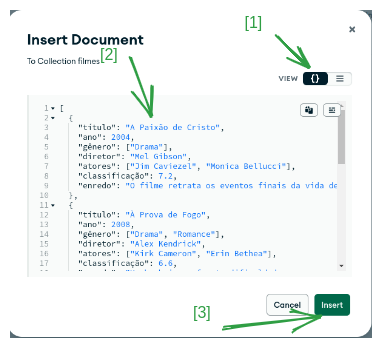 [1]
Insert Document
To Collection filmes
[2]
VIEW {}
1 [
2 {
3 "titulo": "A Paixão de Cristo",
4 "ano": 2004,
5 "gênero": ["Drama"],
6 "diretor": "Mel Gibson",
7 "atores": ["Jim Caviezel", "Monica Bellucci"],
8 "classificação": 7.2,
9 "enredo": "O filme retrata os eventos finais da vida de
10 },
11 {
12 "titulo": "A Prova de Fogo",
13 "ano": 2008,
14 "gênero": ["Drama", "Romance"],
15 "diretor": "Alex Kendrick",
16 "atores": ["Kirk Cameron", "Erin Bethea"],
17 "classificação": 6.6,
[3]
Cancel Insert